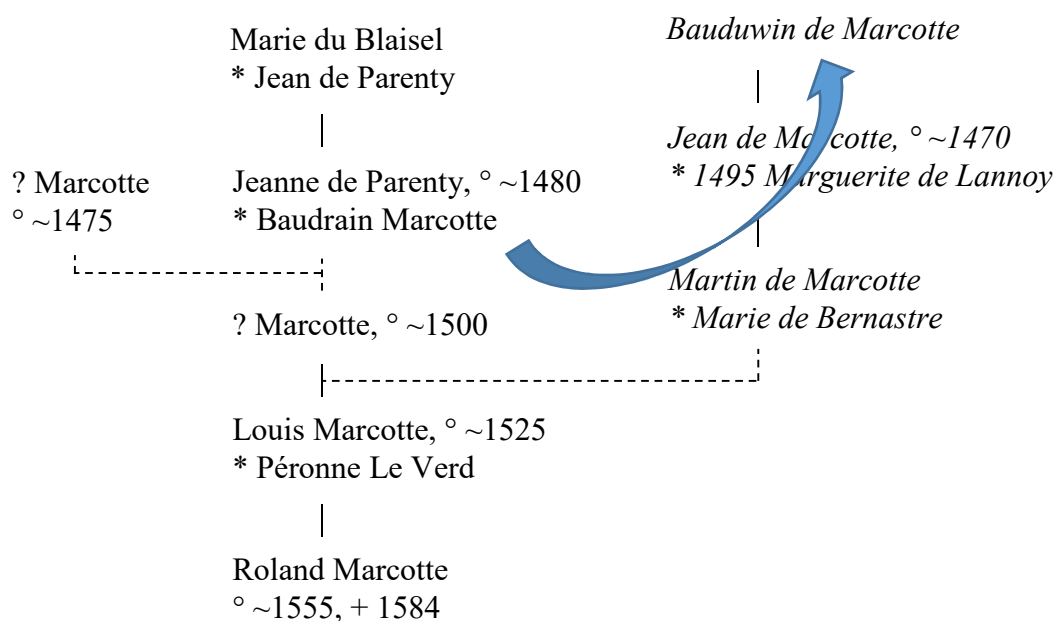 Marie du Blaisel
* Jean de Parenty
Bauduwin de Marcotte
Jean de Marcotte, ° ~1470
* 1495 Marguerite de Lannoy
? Marcotte
° ~1475
Jeanne de Parenty, ° ~1480
* Baudrain Marcotte
Martin de Marcotte
* Marie de Bernastre
? Marcotte, ° ~1500
Louis Marcotte, ° ~1525
* Péronne Le Verd
Roland Marcotte
° ~1555, + 1584